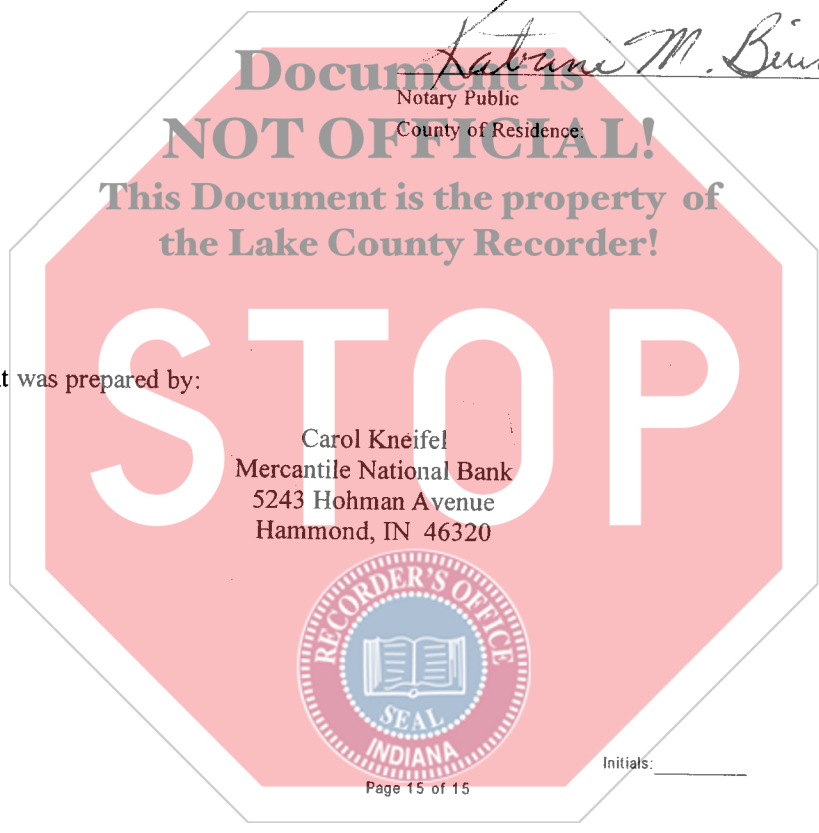 M.
Document is
Notary Public
NOT OFFICIAL!
County of Residence:
This Document is the property of
the Lake County Recorder!
STOP
t was prepared by:
Carol Kneifel
Mercantile National Bank
5243 Hohman Avenue
Hammond, IN 46320
RECORDER'S OFFICE
SEAL
INDIANA
Initials:
Page 15 of 15